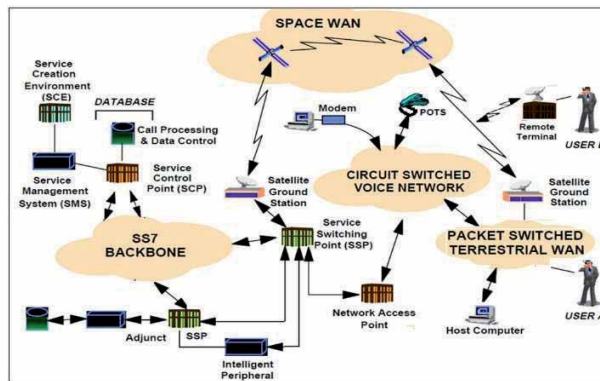 SPACE WAN
Service
Creation
Environment (SCE)
DATABASE
Call Processing
& Data Control
Modem
POTS
Remote
Terminal
Service
Management
System (SMS)
Service
Control
Point (SCP)
Satellite
Ground
Station
CIRCUIT SWITCHED
VOICE NETWORK
Satellite
Ground
Station
SS7
BACKBONE
Service
Switching
Point (SSP)
PACKET SWITCHED
TERRESTRIAL WAN
Adjunct
SSP
Intelligent
Peripheral
Network Access
Point
Host Computer